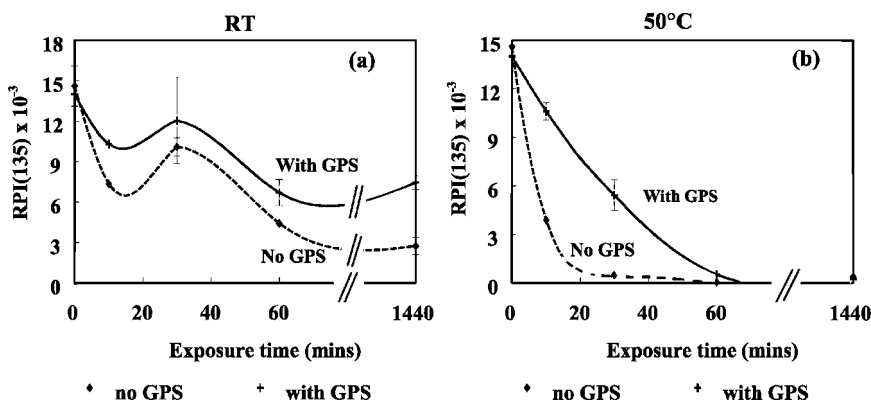 RT
18
15
12
9
6
3
0
RPI(135) x 10⁻³
(a)
With GPS
No GPS
0 20 40 60 1440
Exposure time (mins)
no GPS with GPS
50°C
15
12
9
6
3
0
RPI(135) x 10⁻³
(b)
With GPS
No GPS
0 20 40 60 1440
Exposure time (mins)
no GPS with GPS